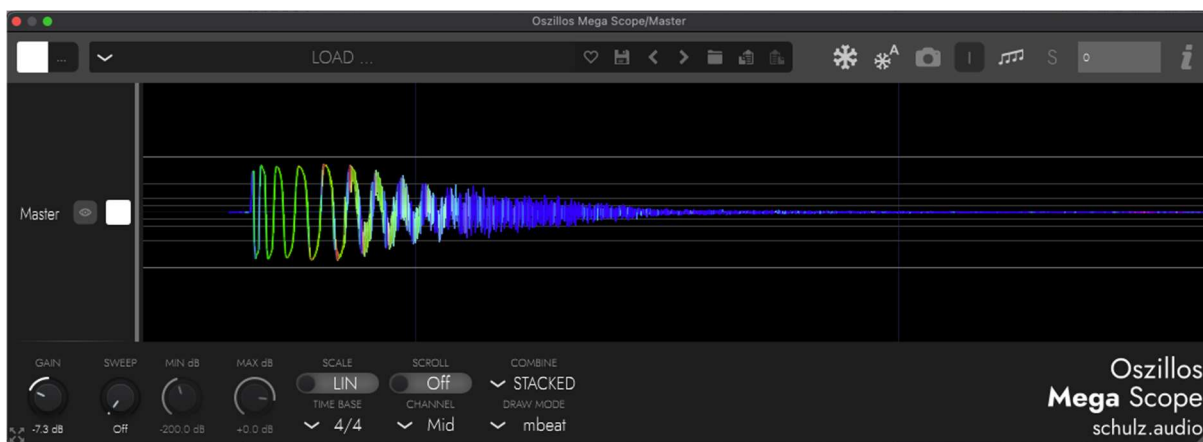 Oszillos Mega Scope/Master
... LOAD ... A I S 0 i
Master
GAIN SWEEP MIN dB MAX dB SCALE SCROLL COMBINE
LIN Off STACKED
TIME BASE CHANNEL DRAW MODE
-7.3 dB Off -200.0 dB +0.0 dB 4/4 Mid mbeat
Oszillos
Mega Scope
schulz.audio